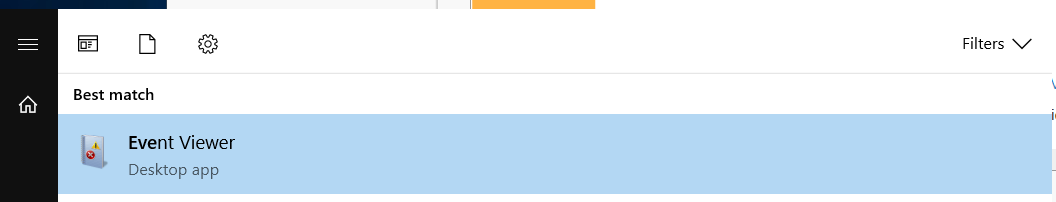 Filters
Best match
Event Viewer
Desktop app